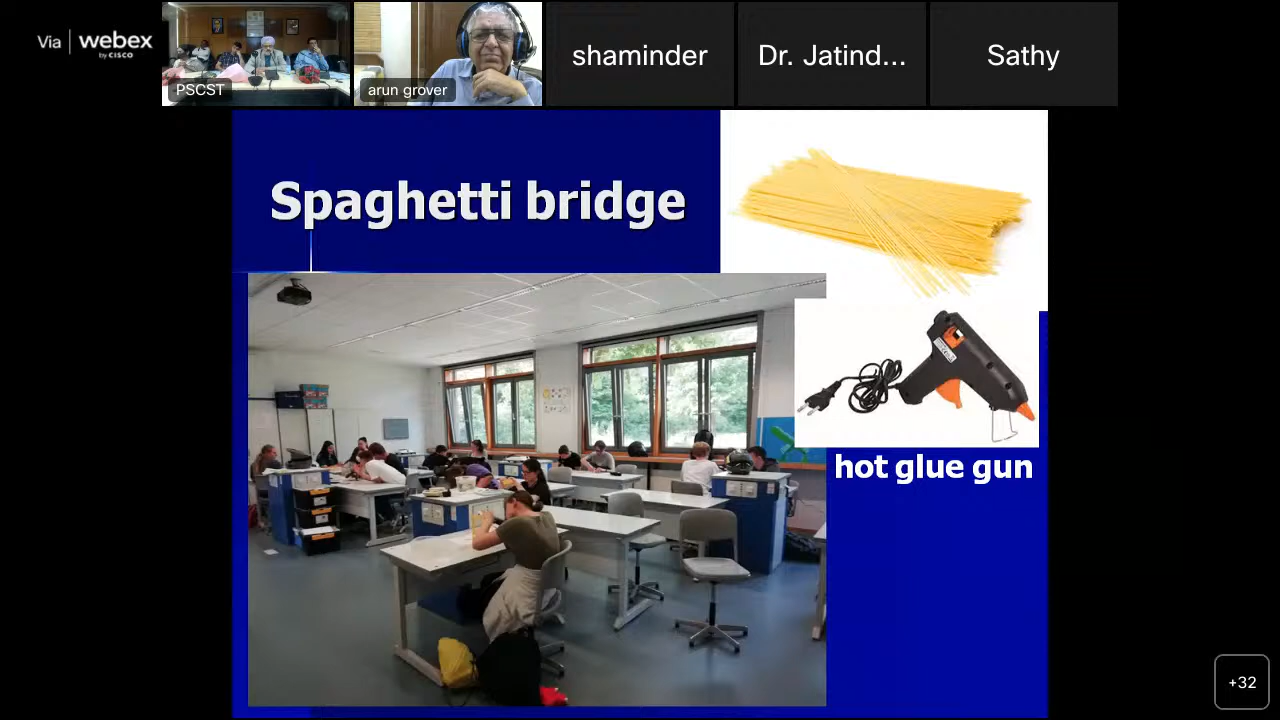 Via | webex
by CISCO
PSCST
arun grover
shaminder
Dr. Jatind...
Sathy
Spaghetti bridge
hot glue gun
+32